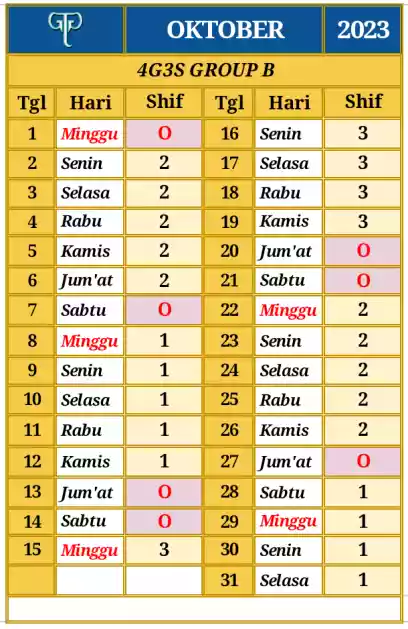 OKTOBER 2023
4G3S GROUP B
Tgl Hari Shif Tgl Hari Shif
1 Minggu O 16 Senin 3
2 Senin 2 17 Selasa 3
3 Selasa 2 18 Rabu 3
4 Rabu 2 19 Kamis 3
5 Kamis 2 20 Jum'at O
6 Jum'at 2 21 Sabtu O
7 Sabtu O 22 Minggu 2
8 Minggu 1 23 Senin 2
9 Senin 1 24 Selasa 2
10 Selasa 1 25 Rabu 2
11 Rabu 1 26 Kamis 2
12 Kamis 1 27 Jum'at O
13 Jum'at O 28 Sabtu 1
14 Sabtu O 29 Minggu 1
15 Minggu 3 30 Senin 1
31 Selasa 1